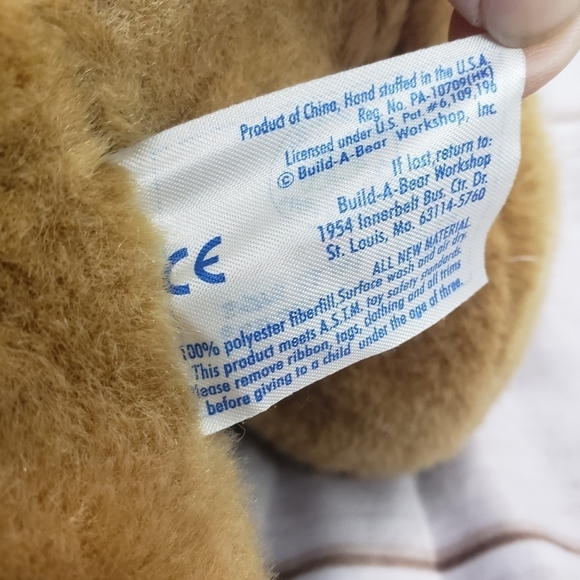 Product of China, Hand stuffed in the U.S.A.
Reg. No. PA-10709(HK)
Licensed under U.S. Pat #6,109,196
© Build-A-Bear Workshop, Inc
If lost,return to:
Build-A-Bear Workshop
1954 Innerbelt Bus. Ctr. Dr.
St. Louis, Mo. 63114-5760
CE
ALL NEW MATERIAL
00% polyester fiberfill.Surface wash and air dry.
This product meets A.S.T.M. toy safety standards.
lease remove ribbon, tags, clothing and all trims
before giving to a child under the age of three.